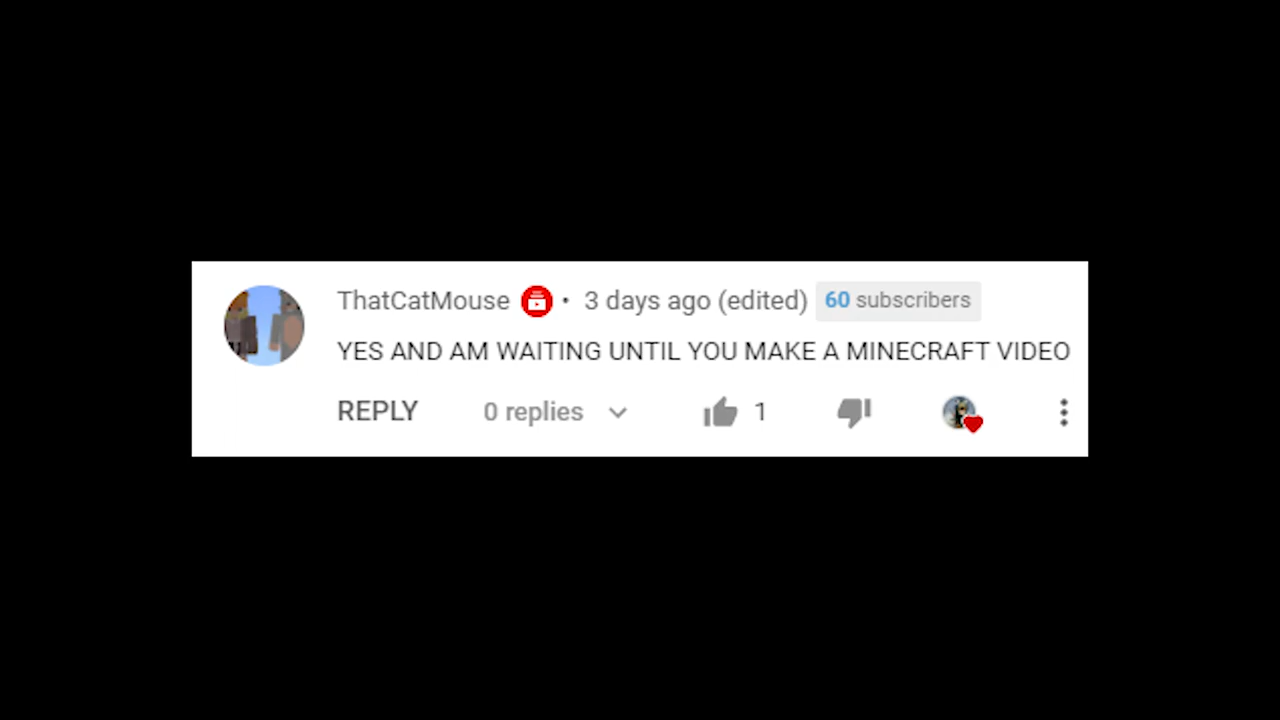 ThatCatMouse • 3 days ago (edited) 60 subscribers
YES AND AM WAITING UNTIL YOU MAKE A MINECRAFT VIDEO
REPLY 0 replies 1